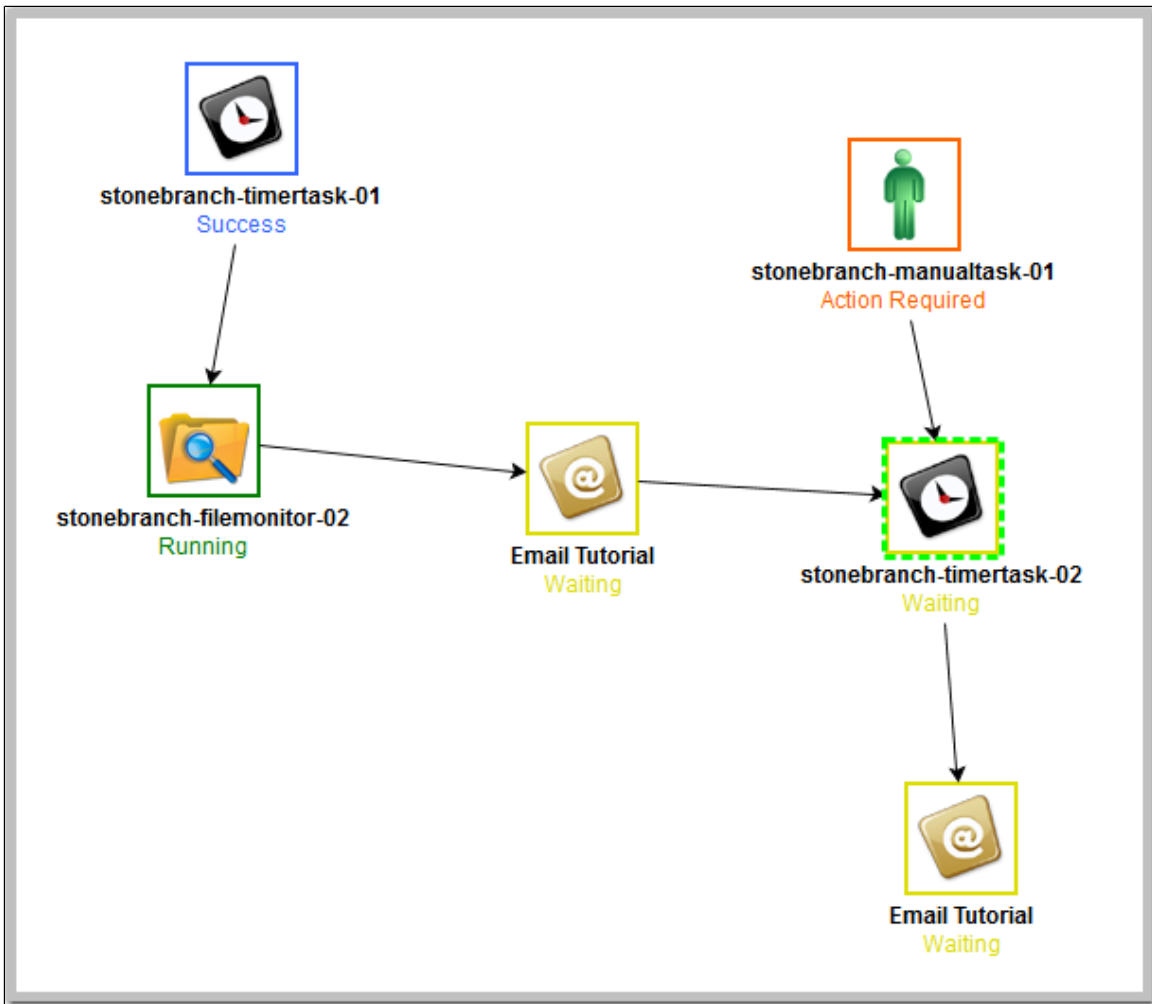 stonebranch-timertask-01
Success
stonebranch-manualtask-01
Action Required
stonebranch-filemonitor-02
Running
Email Tutorial
Waiting
stonebranch-timertask-02
Waiting
Email Tutorial
Waiting